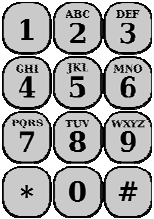 ABC DEF
1 2 3
GHI JKL MNO
4 5 6
PQRS TUV WXYZ
7 8 9
* 0 #